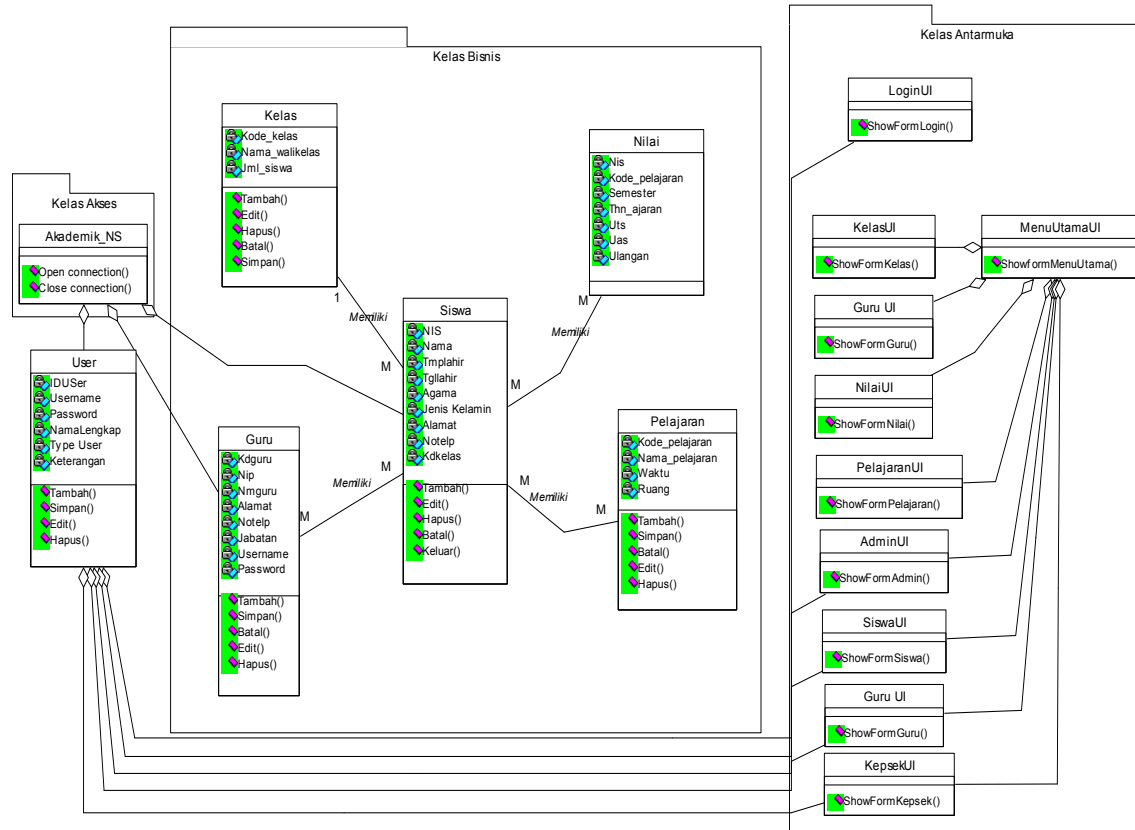 Kelas Akses
Akademik_NS
Open connection()
Close connection()
User
IDUSer
Username
Password
NamaLengkap
Type User
Keterangan
Tambah()
Simpan()
Edit()
Hapus()
Kelas Bisnis
Kelas
Kode_kelas
Nama_walikelas
Jml_siswa
Tambah()
Edit()
Hapus()
Batal()
Simpan()
1
Memiliki
M
Nilai
Nis
Kode_pelajaran
Semester
Thn_ajaran
Uts
Uas
Ulangan
M
Memiliki
M
Siswa
NIS
Nama
Tmplahir
Tgllahir
Agama
Jenis Kelamin
Alamat
Notelp
Kdkelas
Tambah()
Edit()
Hapus()
Batal()
Keluar()
Guru
Kdguru
Nip
Nmguru
Alamat
Notelp
Jabatan
Username
Password
Tambah()
Simpan()
Batal()
Edit()
Hapus()
M
Memiliki
M
M
Memiliki
M
Pelajaran
Kode_pelajaran
Nama_pelajaran
Waktu
Ruang
Tambah()
Simpan()
Batal()
Edit()
Hapus()
Kelas Antarmuka
LoginUI
ShowFormLogin()
KelasUI
ShowFormKelas()
MenuUtamaUI
ShowformMenuUtama()
Guru UI
ShowFormGuru()
NilaiUI
ShowFormNilai()
PelajaranUI
ShowFormPelajaran()
AdminUI
ShowFormAdmin()
SiswaUI
ShowFormSiswa()
Guru UI
ShowFormGuru()
KepsekUI
ShowFormKepsek()